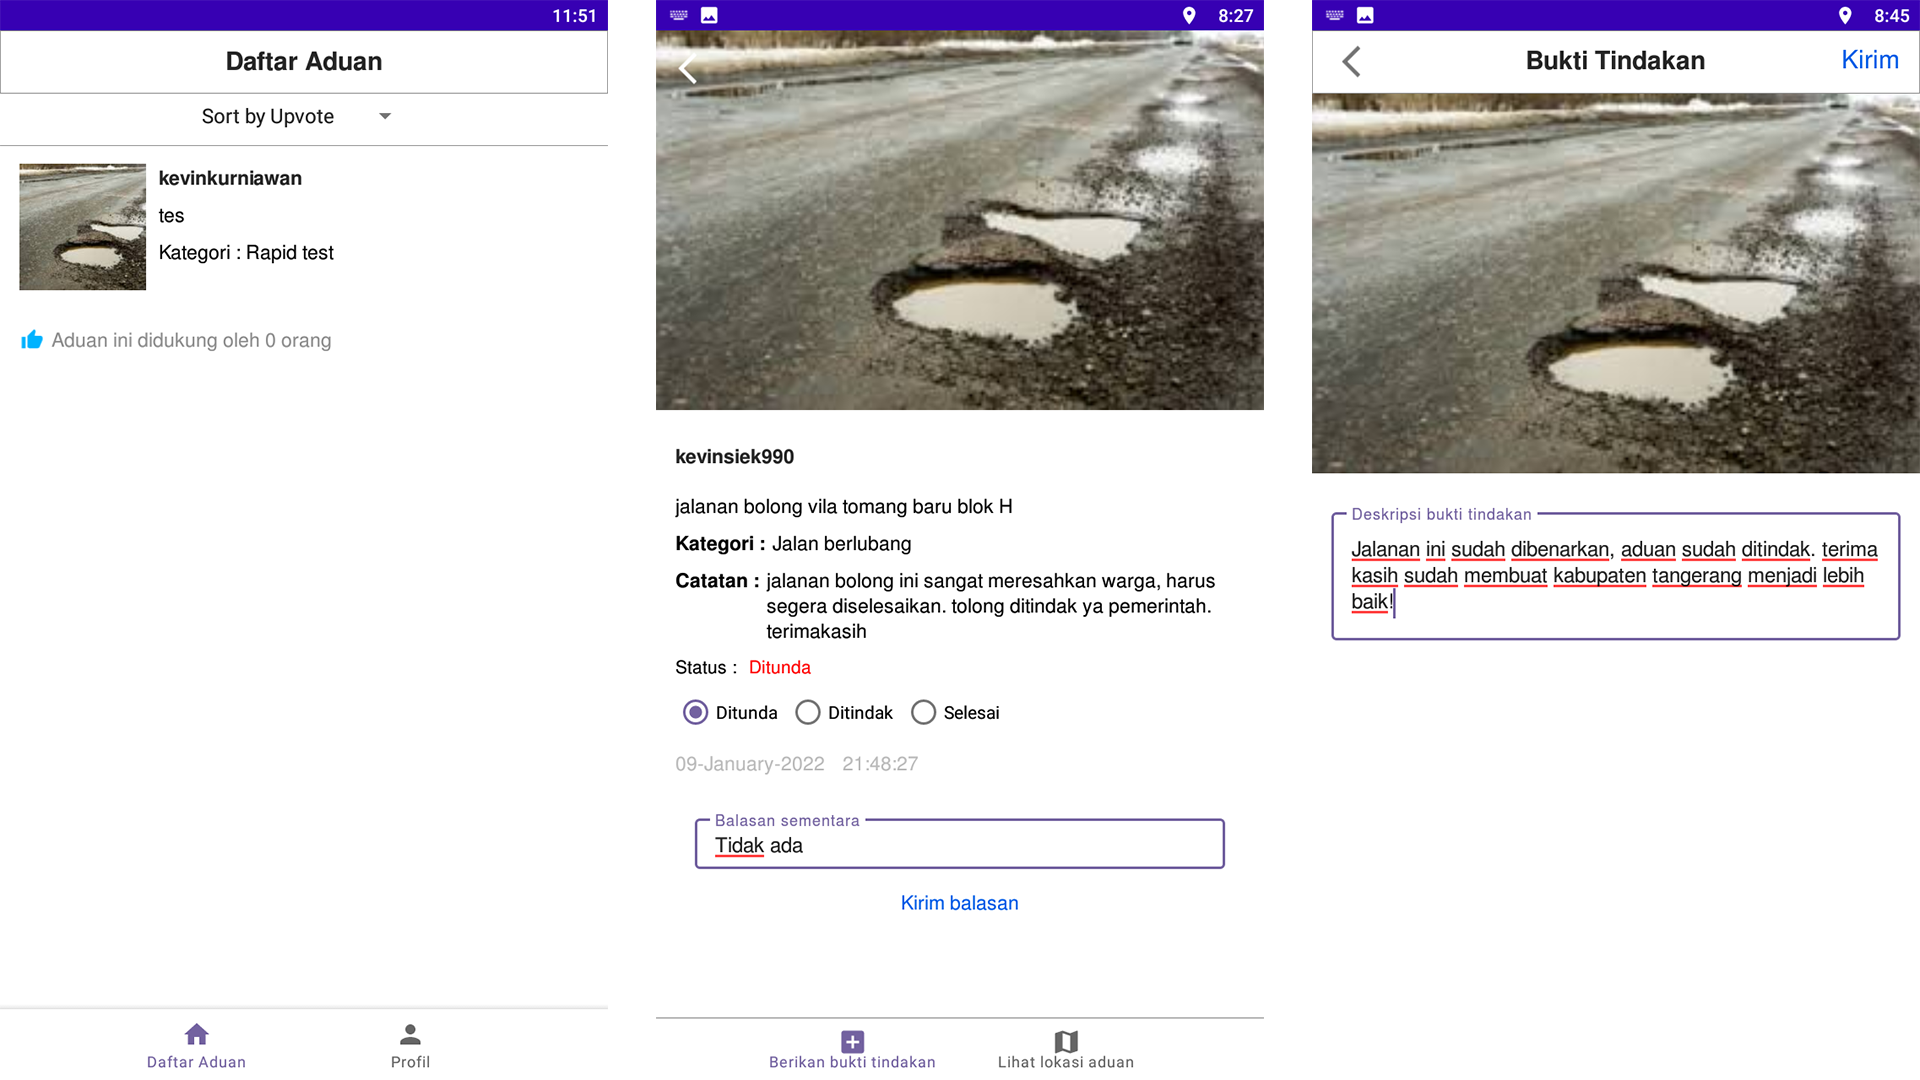 11:51
Daftar Aduan
Sort by Upvote
kevinkurniawan
tes
Kategori : Rapid test
Aduan ini didukung oleh 0 orang
Daftar Aduan
Profil
8:27
kevinsiek990
jalanan bolong vila tomang baru blok H
Kategori : Jalan berlubang
Catatan : jalanan bolong ini sangat meresahkan warga, harus
segera diselesaikan. tolong ditindak ya pemerintah.
terimakasih
Status : Ditunda
Ditunda Ditindak Selesai
09-January-2022 21:48:27
Balasan sementara
Tidak ada
Kirim balasan
Berikan bukti tindakan
Lihat lokasi aduan
8:45
Bukti Tindakan
Kirim
Deskripsi bukti tindakan
Jalanan ini sudah dibenarkan, aduan sudah ditindak. terima
kasih sudah membuat kabupaten tangerang menjadi lebih
baik!